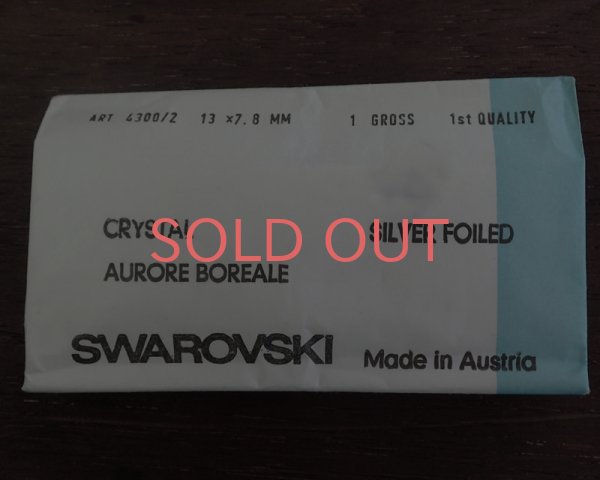 ART 4300/2 13 ×7.8 MM 1 GROSS 1st QUALITY
CRYSTAL SILVER FOILED
SOLD OUT
AURORE BOREALE
SWAROVSKI Made in Austria